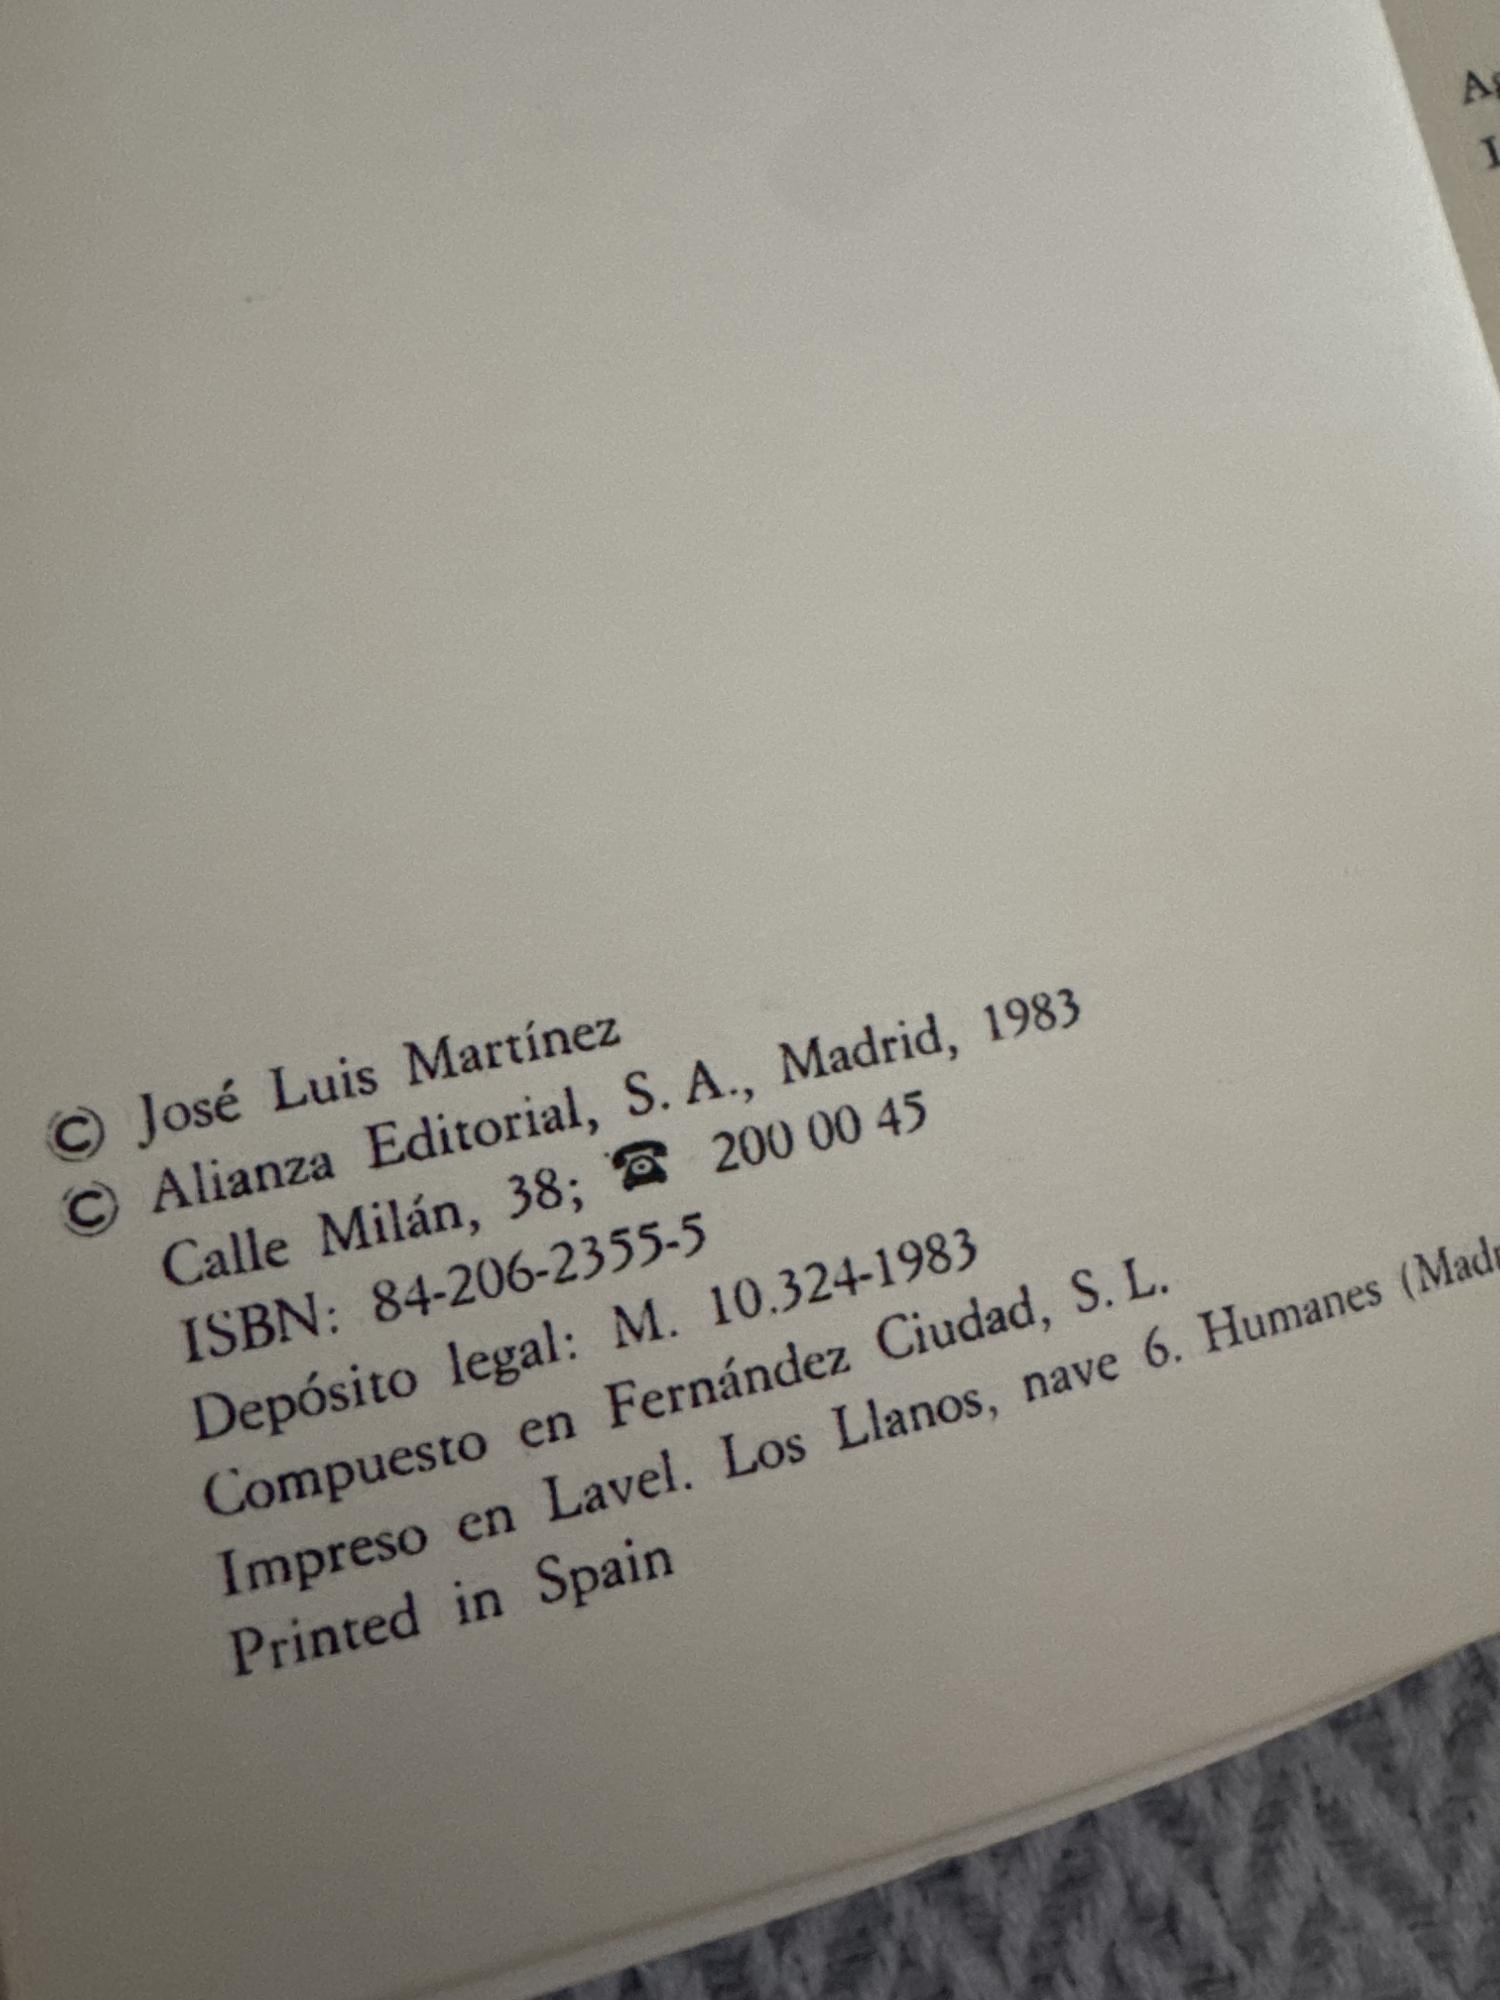 © José Luis Martínez
© Alianza Editorial, S. A., Madrid, 1983
Calle Milán, 38; ☎ 200 00 45
ISBN: 84-206-2355-5
Depósito legal: M. 10.324-1983
Compuesto en Fernández Ciudad, S. L.
Impreso en Lavel. Los Llanos, nave 6. Humanes (Mad
Printed in Spain